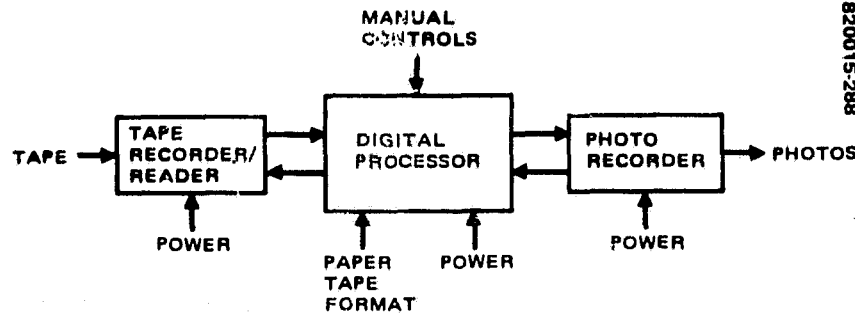 MANUAL
CONTROLS
820015-288
TAPE
TAPE
RECORDER/
READER
DIGITAL
PROCESSOR
PHOTO
RECORDER
PHOTOS
POWER
PAPER
TAPE
FORMAT
POWER
POWER